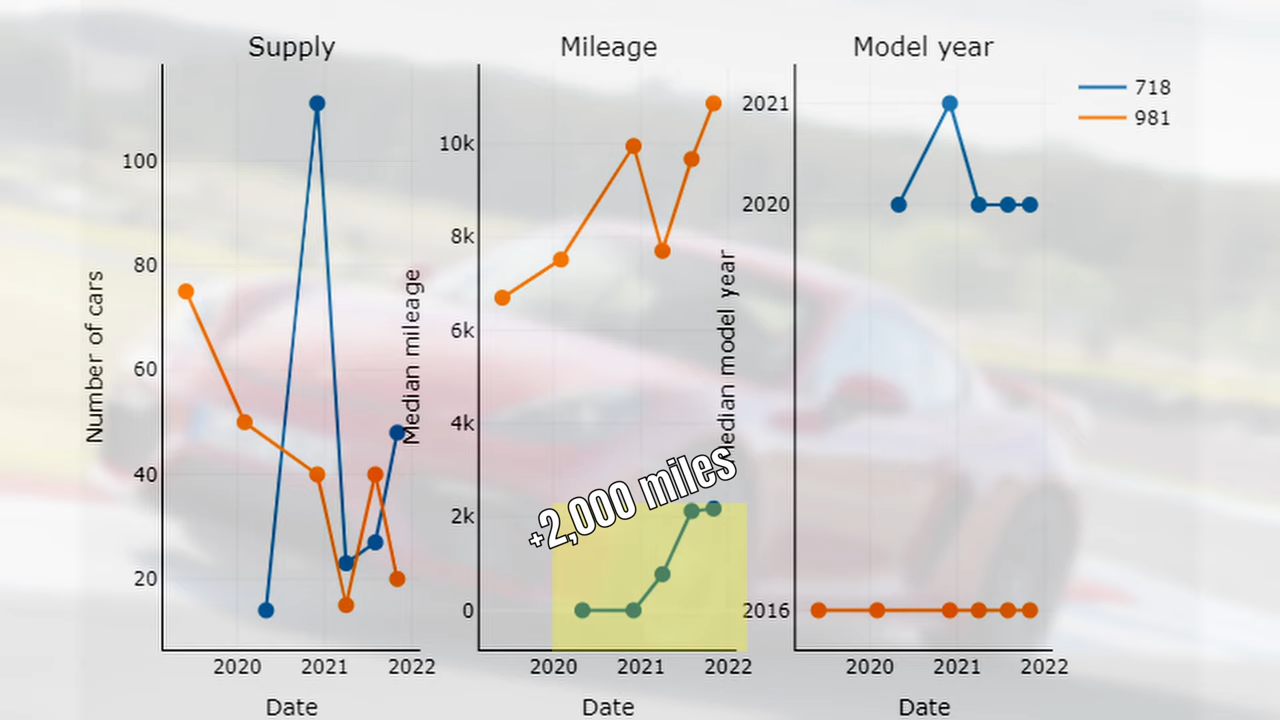 Supply
Mileage
Model year
718
981
Number of cars
100
80
60
40
20
2020
2021
2022
Date
Median mileage
10k
8k
6k
4k
2k
0
+2,000 miles
2020
2021
2022
Date
Median model year
2021
2020
2016
2020
2021
2022
Date